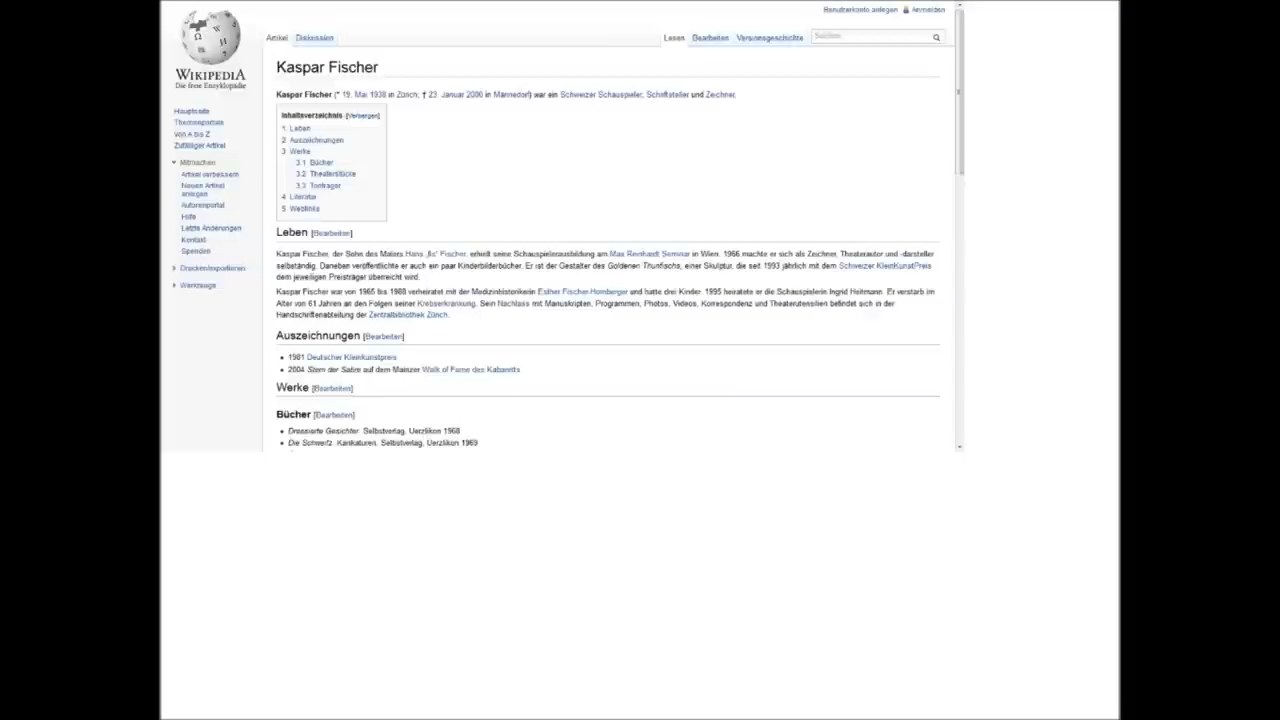 Benutzerkonto anlegen Anmelden
WIKIPEDIA
Die freie Enzyklopädie
Artikel Diskussion Lesen Bearbeiten Versionsgeschichte Suchen
Hauptseite
Themenportale
Von A bis Z
Zufälliger Artikel
Mitmachen
Artikel verbessern
Neuen Artikel
anlegen
Autorenportal
Hilfe
Letzte Änderungen
Kontakt
Spenden
Drucken/exportieren
Werkzeuge
Kaspar Fischer
Kaspar Fischer (* 19. Mai 1938 in Zürich; † 23. Januar 2000 in Männedorf) war ein Schweizer Schauspieler, Schriftsteller und Zeichner.
Inhaltsverzeichnis [Verbergen]
1 Leben
2 Auszeichnungen
3 Werke
3.1 Bücher
3.2 Theaterstücke
3.3 Tonträger
4 Literatur
5 Weblinks
Leben [Bearbeiten]
Kaspar Fischer, der Sohn des Malers Hans „fis“ Fischer, erhielt seine Schauspielerausbildung am Max Reinhardt Seminar in Wien. 1966 machte er sich als Zeichner, Theaterautor und -darsteller
selbständig. Daneben veröffentlichte er auch ein paar Kinderbilderbücher. Er ist der Gestalter des Goldenen Thunfischs, einer Skulptur, die seit 1993 jährlich mit dem Schweizer KleinKunstPreis
dem jeweiligen Preisträger überreicht wird.
Kaspar Fischer war von 1965 bis 1988 verheiratet mit der Medizinhistorikerin Esther Fischer-Homberger und hatte drei Kinder. 1995 heiratete er die Schauspielerin Ingrid Heitmann. Er verstarb im
Alter von 61 Jahren an den Folgen seiner Krebserkrankung. Sein Nachlass mit Manuskripten, Programmen, Photos, Videos, Korrespondenz und Theaterutensilien befindet sich in der
Handschriftenabteilung der Zentralbibliothek Zürich.
Auszeichnungen [Bearbeiten]
• 1981 Deutscher Kleinkunstpreis
• 2004 Stern der Satire auf dem Mainzer Walk of Fame des Kabaretts
Werke [Bearbeiten]
Bücher [Bearbeiten]
• Dressierte Gesichter. Selbstverlag, Uerzlikon 1968
• Die Schweitz. Karikaturen. Selbstverlag, Uerzlikon 1969